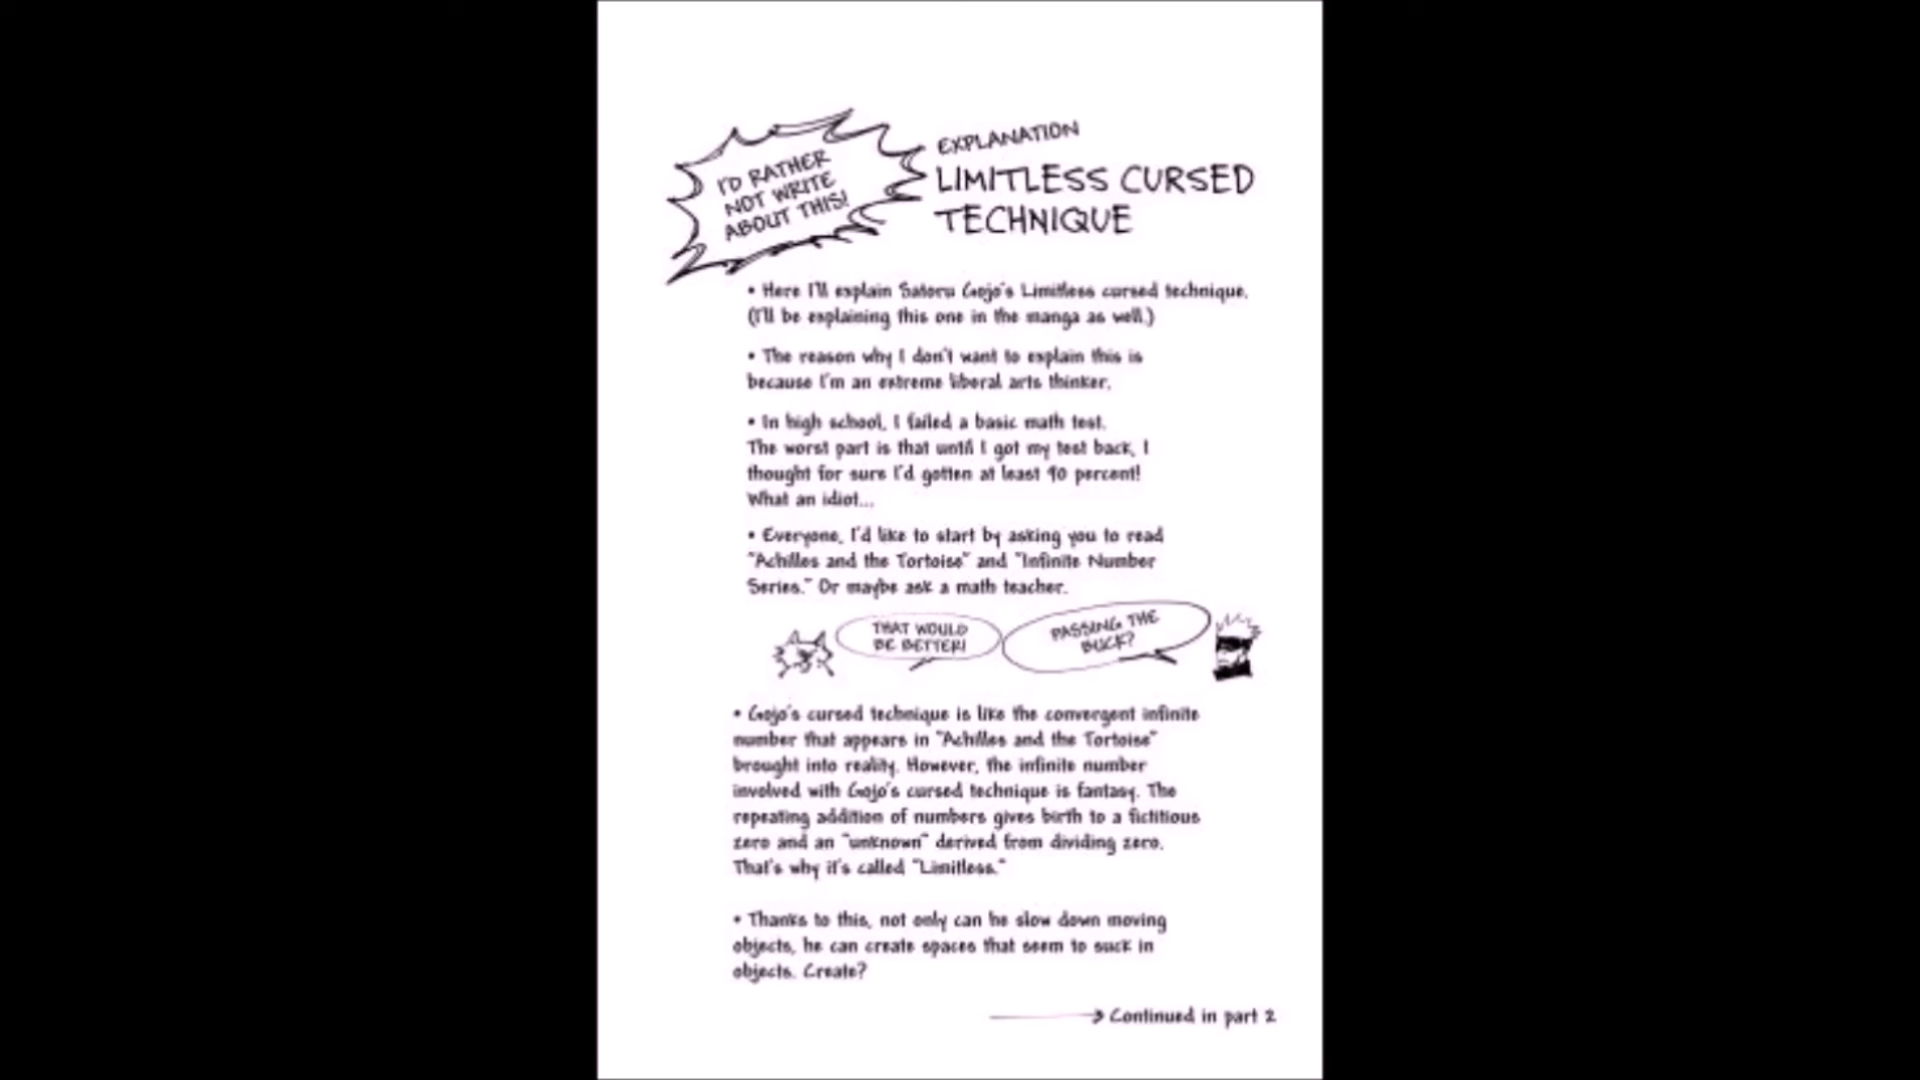 I'D RATHER
NOT WRITE
ABOUT THIS!
EXPLANATION
LIMITLESS CURSED
TECHNIQUE
• Here I'll explain Satoru Gojo's Limitless cursed technique.
(I'll be explaining this one in the manga as well.)
• The reason why I don't want to explain this is
because I'm an extreme liberal arts thinker.
• In high school, I failed a basic math test.
The worst part is that until I got my test back, I
thought for sure I'd gotten at least 90 percent!
What an idiot...
• Everyone, I'd like to start by asking you to read
"Achilles and the Tortoise" and "Infinite Number
Series." Or maybe ask a math teacher.
THAT WOULD
BE BETTER!
PASSING THE
BUCK?
• Gojo's cursed technique is like the convergent infinite
number that appears in "Achilles and the Tortoise"
brought into reality. However, the infinite number
involved with Gojo's cursed technique is fantasy. The
repeating addition of numbers gives birth to a fictitious
zero and an "unknown" derived from dividing zero.
That's why it's called "Limitless."
• Thanks to this, not only can he slow down moving
objects, he can create spaces that seem to suck in
objects. Create?
Continued in part 2